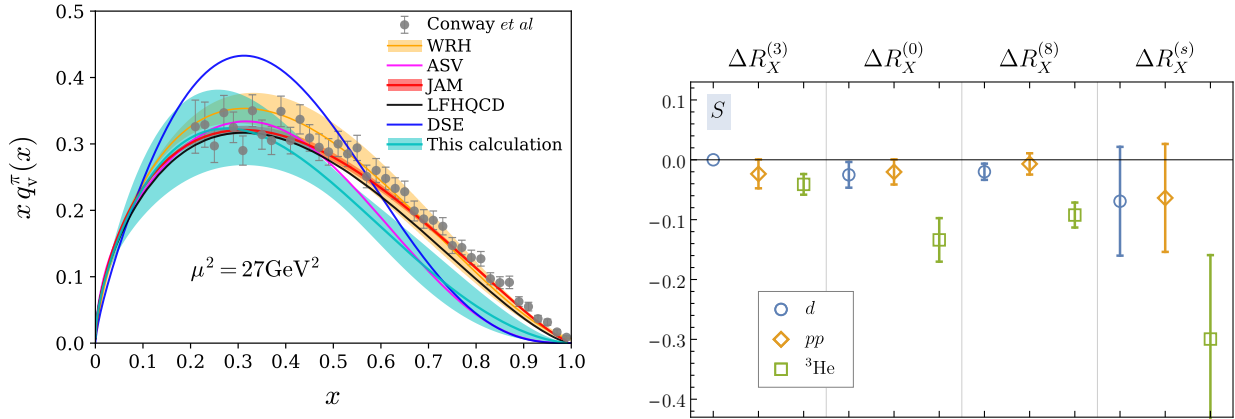 0.5
0.4
0.3
0.2
0.1
0.0
x q_v^π(x)
0
0.1
0.2
0.3
0.4
0.5
0.6
0.7
0.8
0.9
1.0
x
Conway et al
WRH
ASV
JAM
LFHQCD
DSE
This calculation
μ² = 27GeV²
ΔR_X^(3)
ΔR_X^(0)
ΔR_X^(8)
ΔR_X^(s)
S
0.1
0.0
−0.1
−0.2
−0.3
−0.4
d
pp
³He